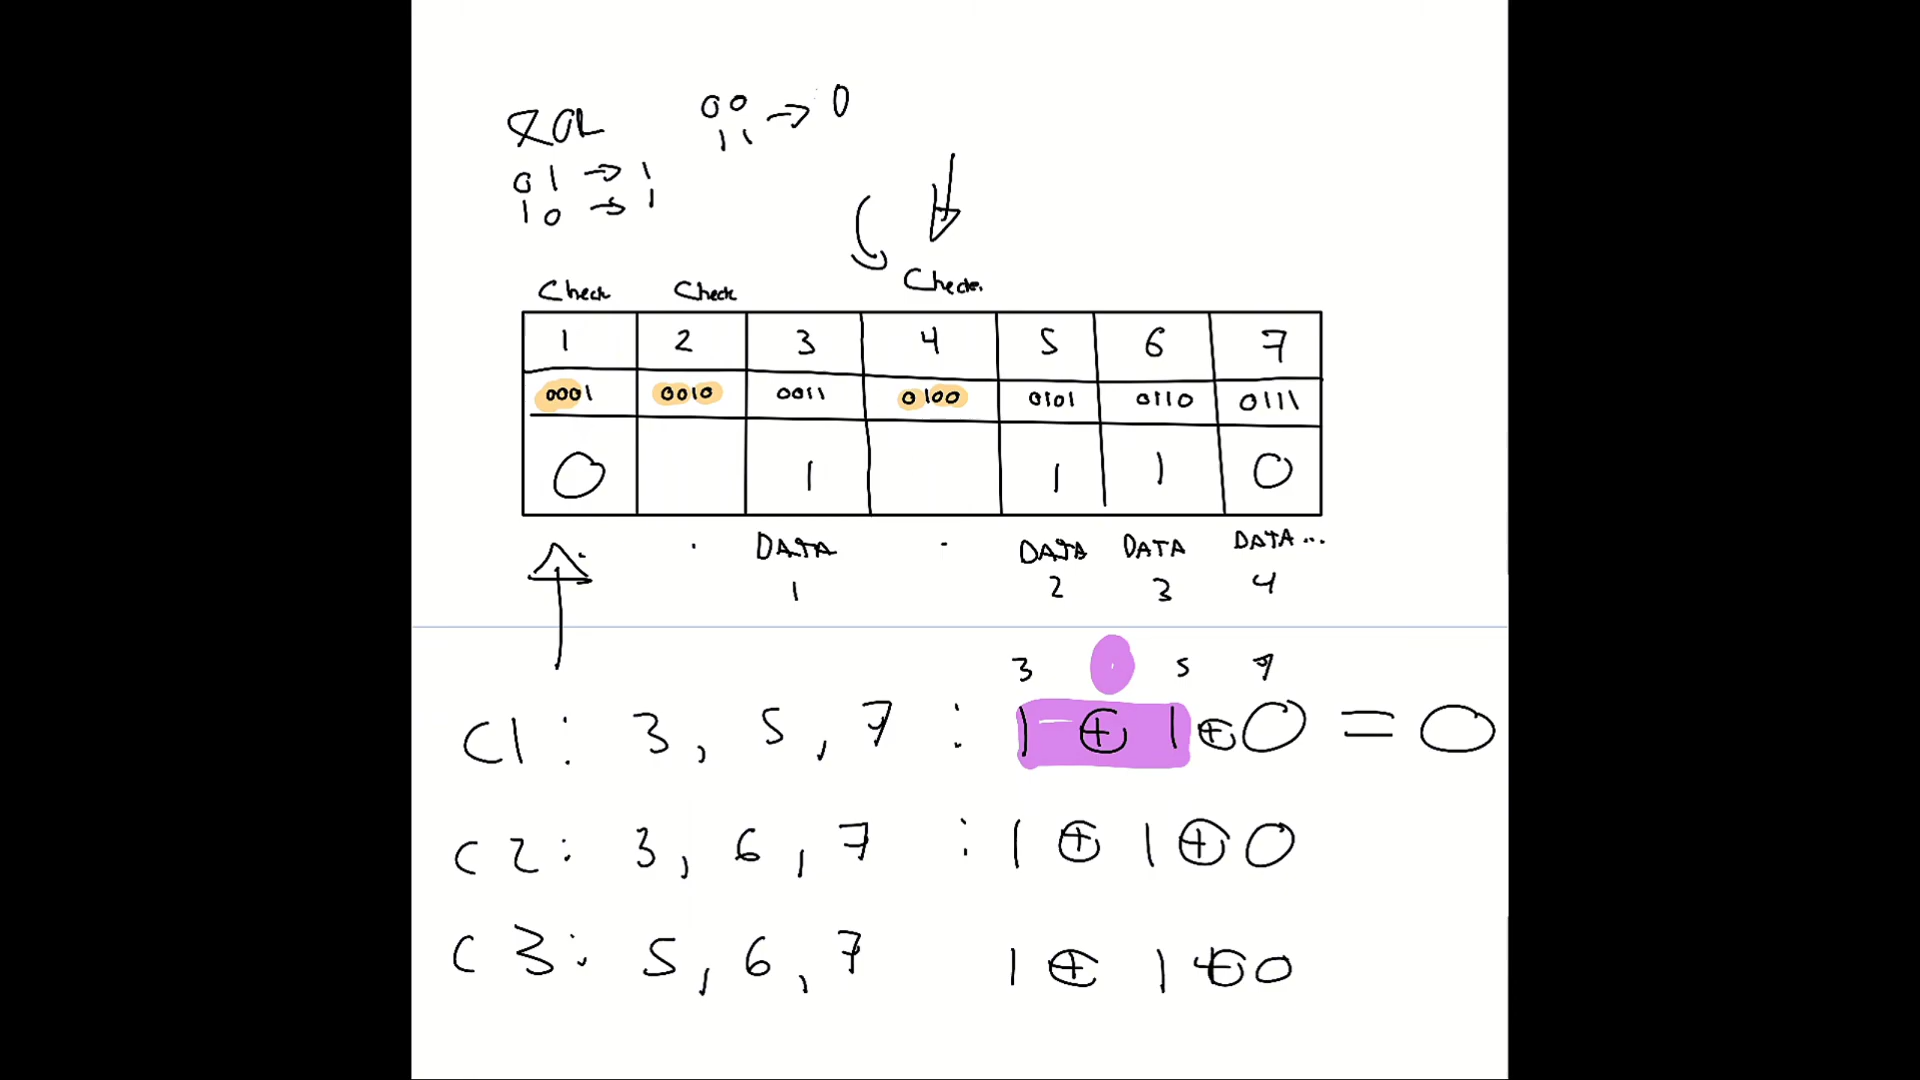 XOR 00 → 0
11
01 → 1
10 → 1
Check Check Check
1 2 3 4 5 6 7
0001 0010 0011 0100 0101 0110 0111
0 1 1 1 0
DATA DATA DATA DATA...
1 2 3 4
3 5 7
C1: 3, 5, 7 : 1 ⊕ 1 ⊕ 0 = 0
C2: 3, 6, 7 : 1 ⊕ 1 ⊕ 0
C3: 5, 6, 7 1 ⊕ 1 ⊕ 0